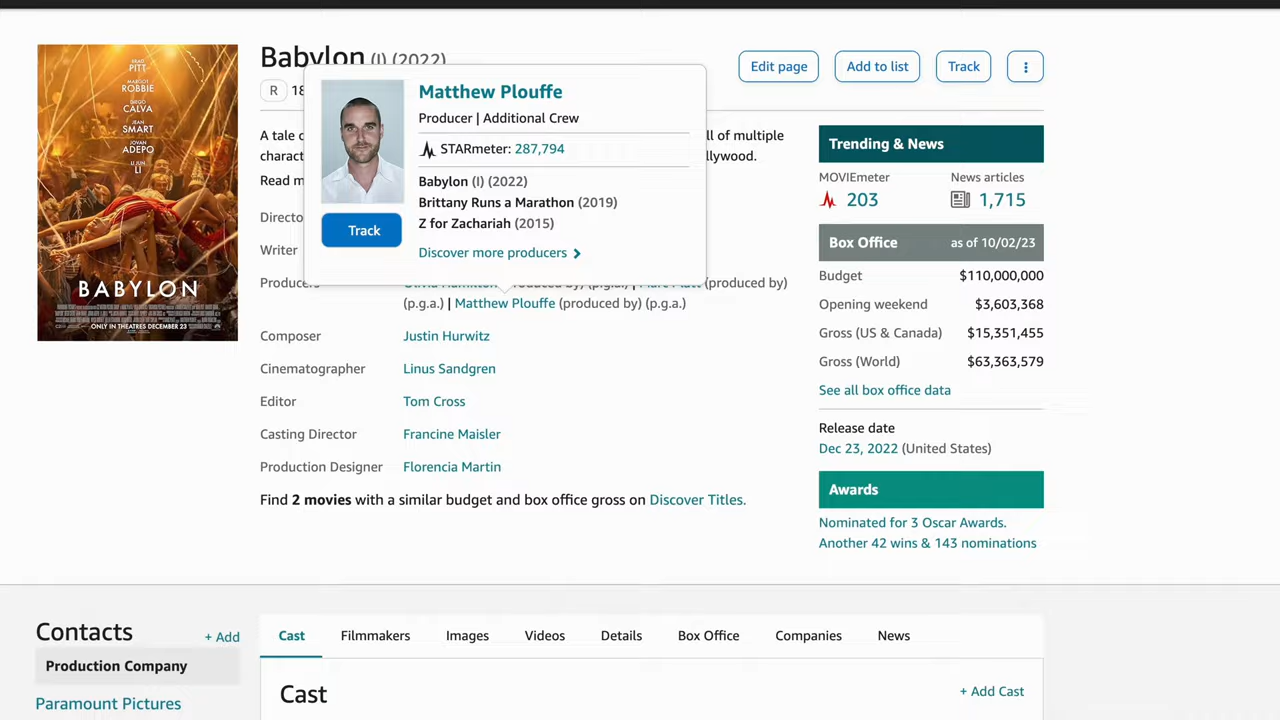 Babylon (I) (2022)
Edit page
Add to list
Track
R
18
BRAD
PITT
MARGOT
ROBBIE
DIEGO
CALVA
JEAN
SMART
JOVAN
ADEPO
LI JUN
LI
BABYLON
ONLY IN THEATRES DECEMBER 23
Matthew Plouffe
Producer | Additional Crew
STARmeter: 287,794
Babylon (I) (2022)
Brittany Runs a Marathon (2019)
Z for Zachariah (2015)
Track
Discover more producers
A tale o
ll of multiple
charact
llywood.
Read m
Directo
Writer
Producers
(produced by)
(p.g.a.) | Matthew Plouffe (produced by) (p.g.a.)
Composer
Justin Hurwitz
Cinematographer
Linus Sandgren
Editor
Tom Cross
Casting Director
Francine Maisler
Production Designer
Florencia Martin
Find 2 movies with a similar budget and box office gross on Discover Titles.
Trending & News
MOVIEmeter
News articles
203
1,715
Box Office
as of 10/02/23
Budget
$110,000,000
Opening weekend
$3,603,368
Gross (US & Canada)
$15,351,455
Gross (World)
$63,363,579
See all box office data
Release date
Dec 23, 2022 (United States)
Awards
Nominated for 3 Oscar Awards.
Another 42 wins & 143 nominations
Contacts
+ Add
Production Company
Paramount Pictures
Cast
Filmmakers
Images
Videos
Details
Box Office
Companies
News
Cast
+ Add Cast